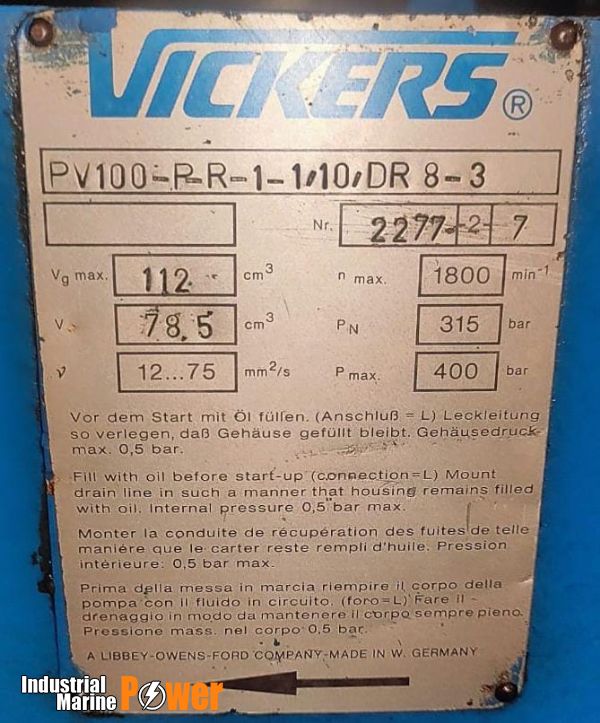 VICKERS ®
PV100-P-R-1-1/10/DR 8-3
Nr. 2277-2-7
Vg max. 112 cm³ n max. 1800 min⁻¹
V 78.5 cm³ PN 315 bar
ν 12...75 mm²/s P max. 400 bar
Vor dem Start mit Öl füllen. (Anschluß = L) Leckleitung
so verlegen, daß Gehäuse gefüllt bleibt. Gehäusedruck
max. 0,5 bar.
Fill with oil before start-up (connection=L) Mount
drain line in such a manner that housing remains filled
with oil. Internal pressure 0,5 bar max.
Monter la conduite de récupération des fuites de telle
maniére que le carter reste rempli d'huile. Pression
intérieure: 0,5 bar max.
Prima della messa in marcia riempire il corpo della
pompa con il fluido in circuito. (foro=L) Fare il
drenaggio in modo da mantenere il corpo sempre pieno.
Pressione mass. nel corpo 0,5 bar.
A LIBBEY-OWENS-FORD COMPANY-MADE IN W. GERMANY
Industrial
Marine Power